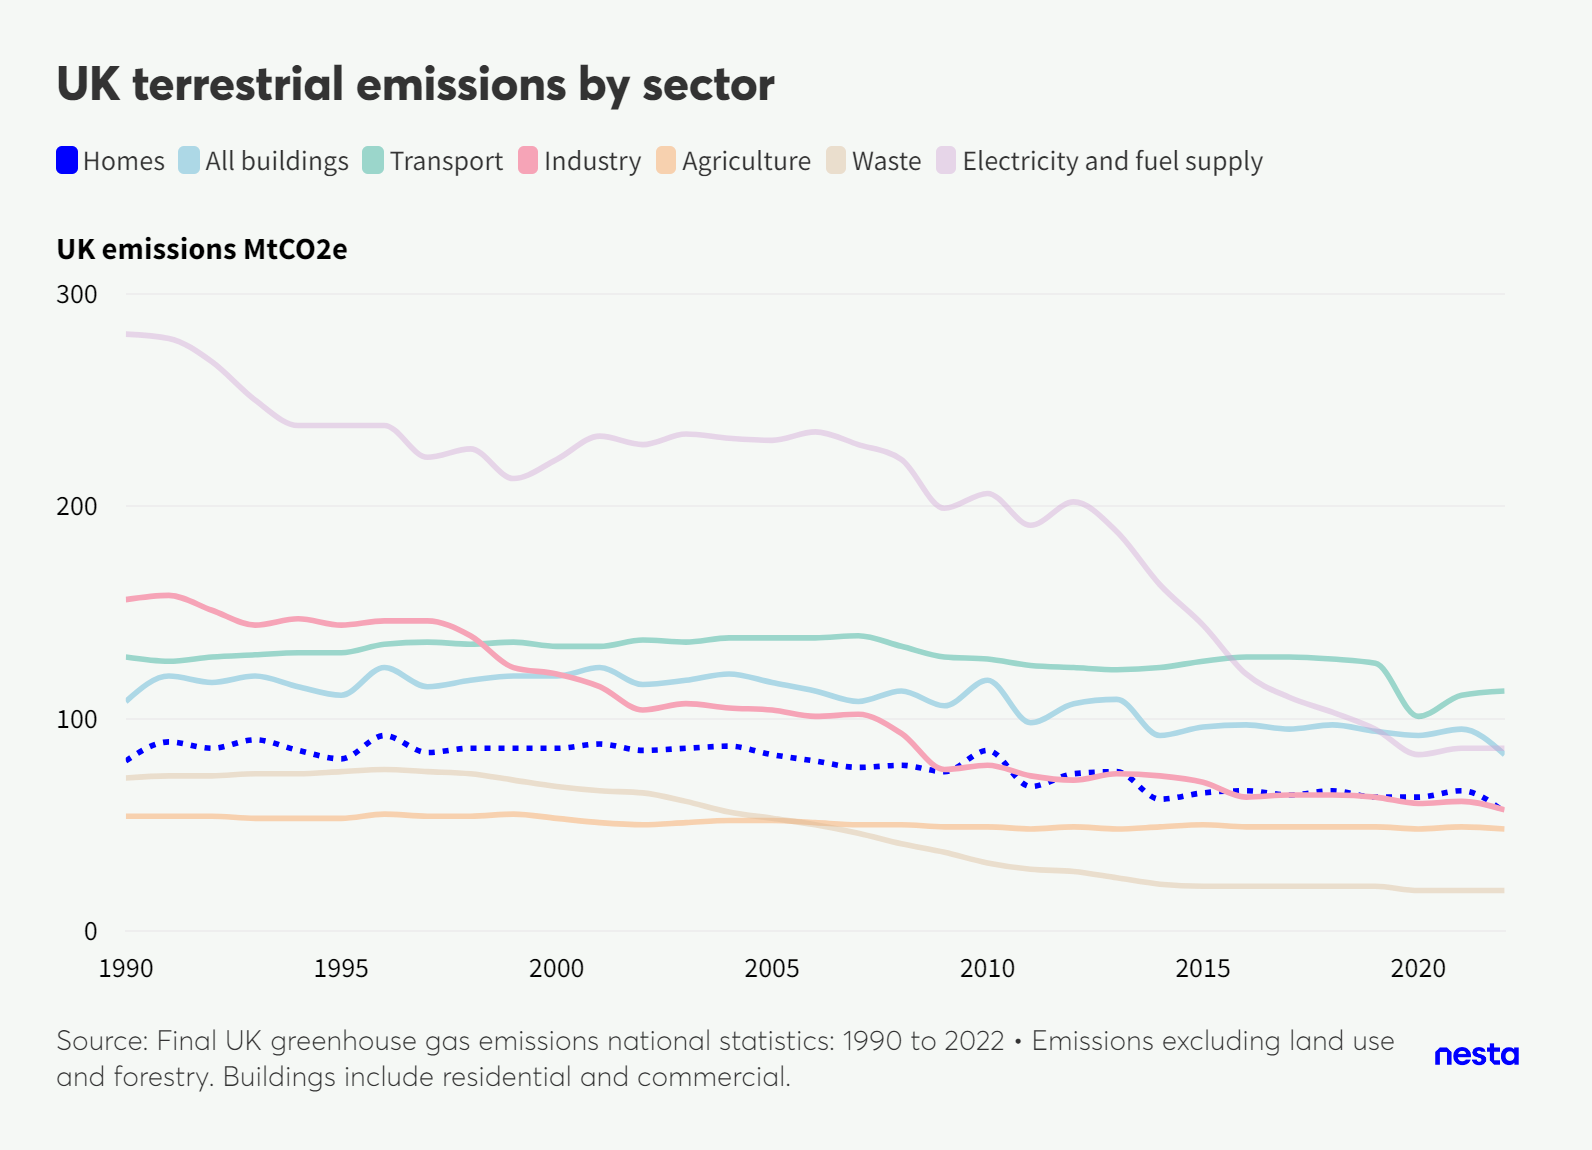 UK terrestrial emissions by sector
Homes All buildings Transport Industry Agriculture Waste Electricity and fuel supply
UK emissions MtCO2e
300
200
100
0
1990 1995 2000 2005 2010 2015 2020
Source: Final UK greenhouse gas emissions national statistics: 1990 to 2022 • Emissions excluding land use
and forestry. Buildings include residential and commercial.
nesta